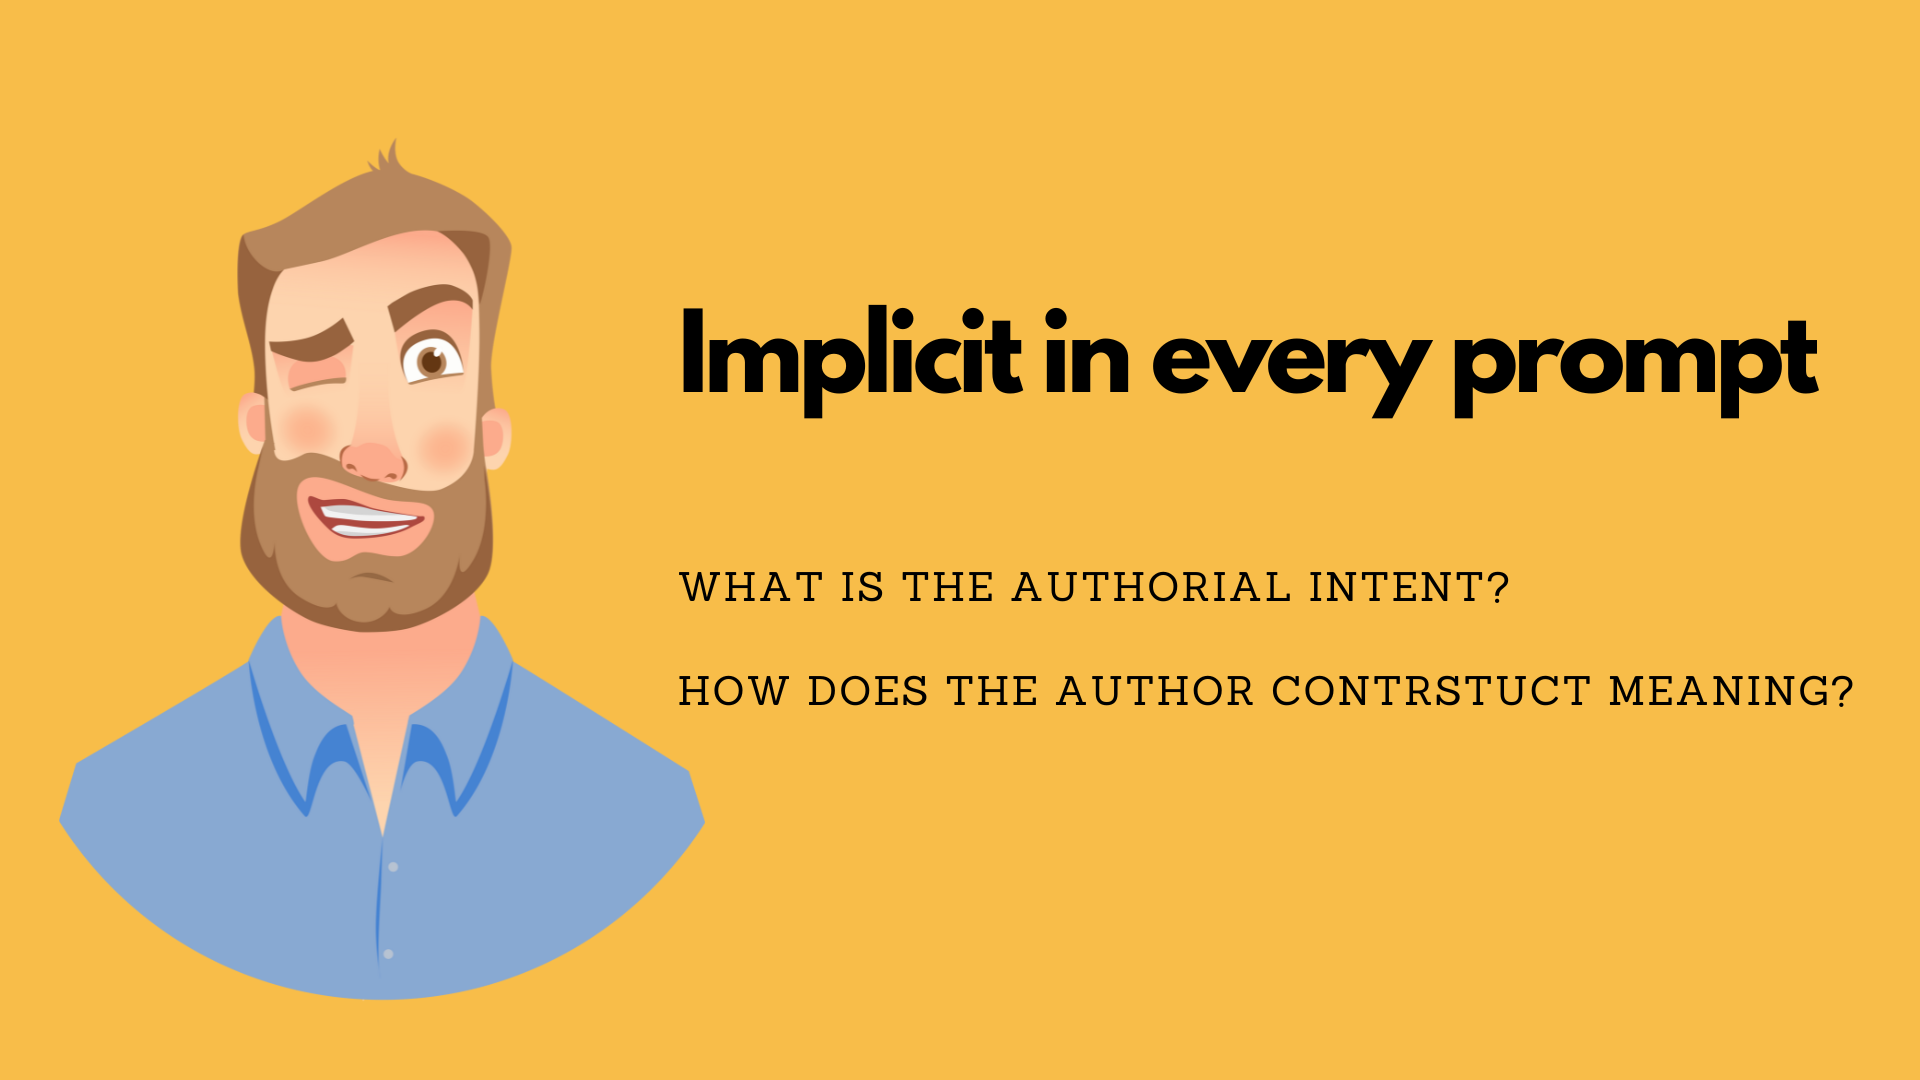 Implicit in every prompt
WHAT IS THE AUTHORIAL INTENT?
HOW DOES THE AUTHOR CONTRSTUCT MEANING?